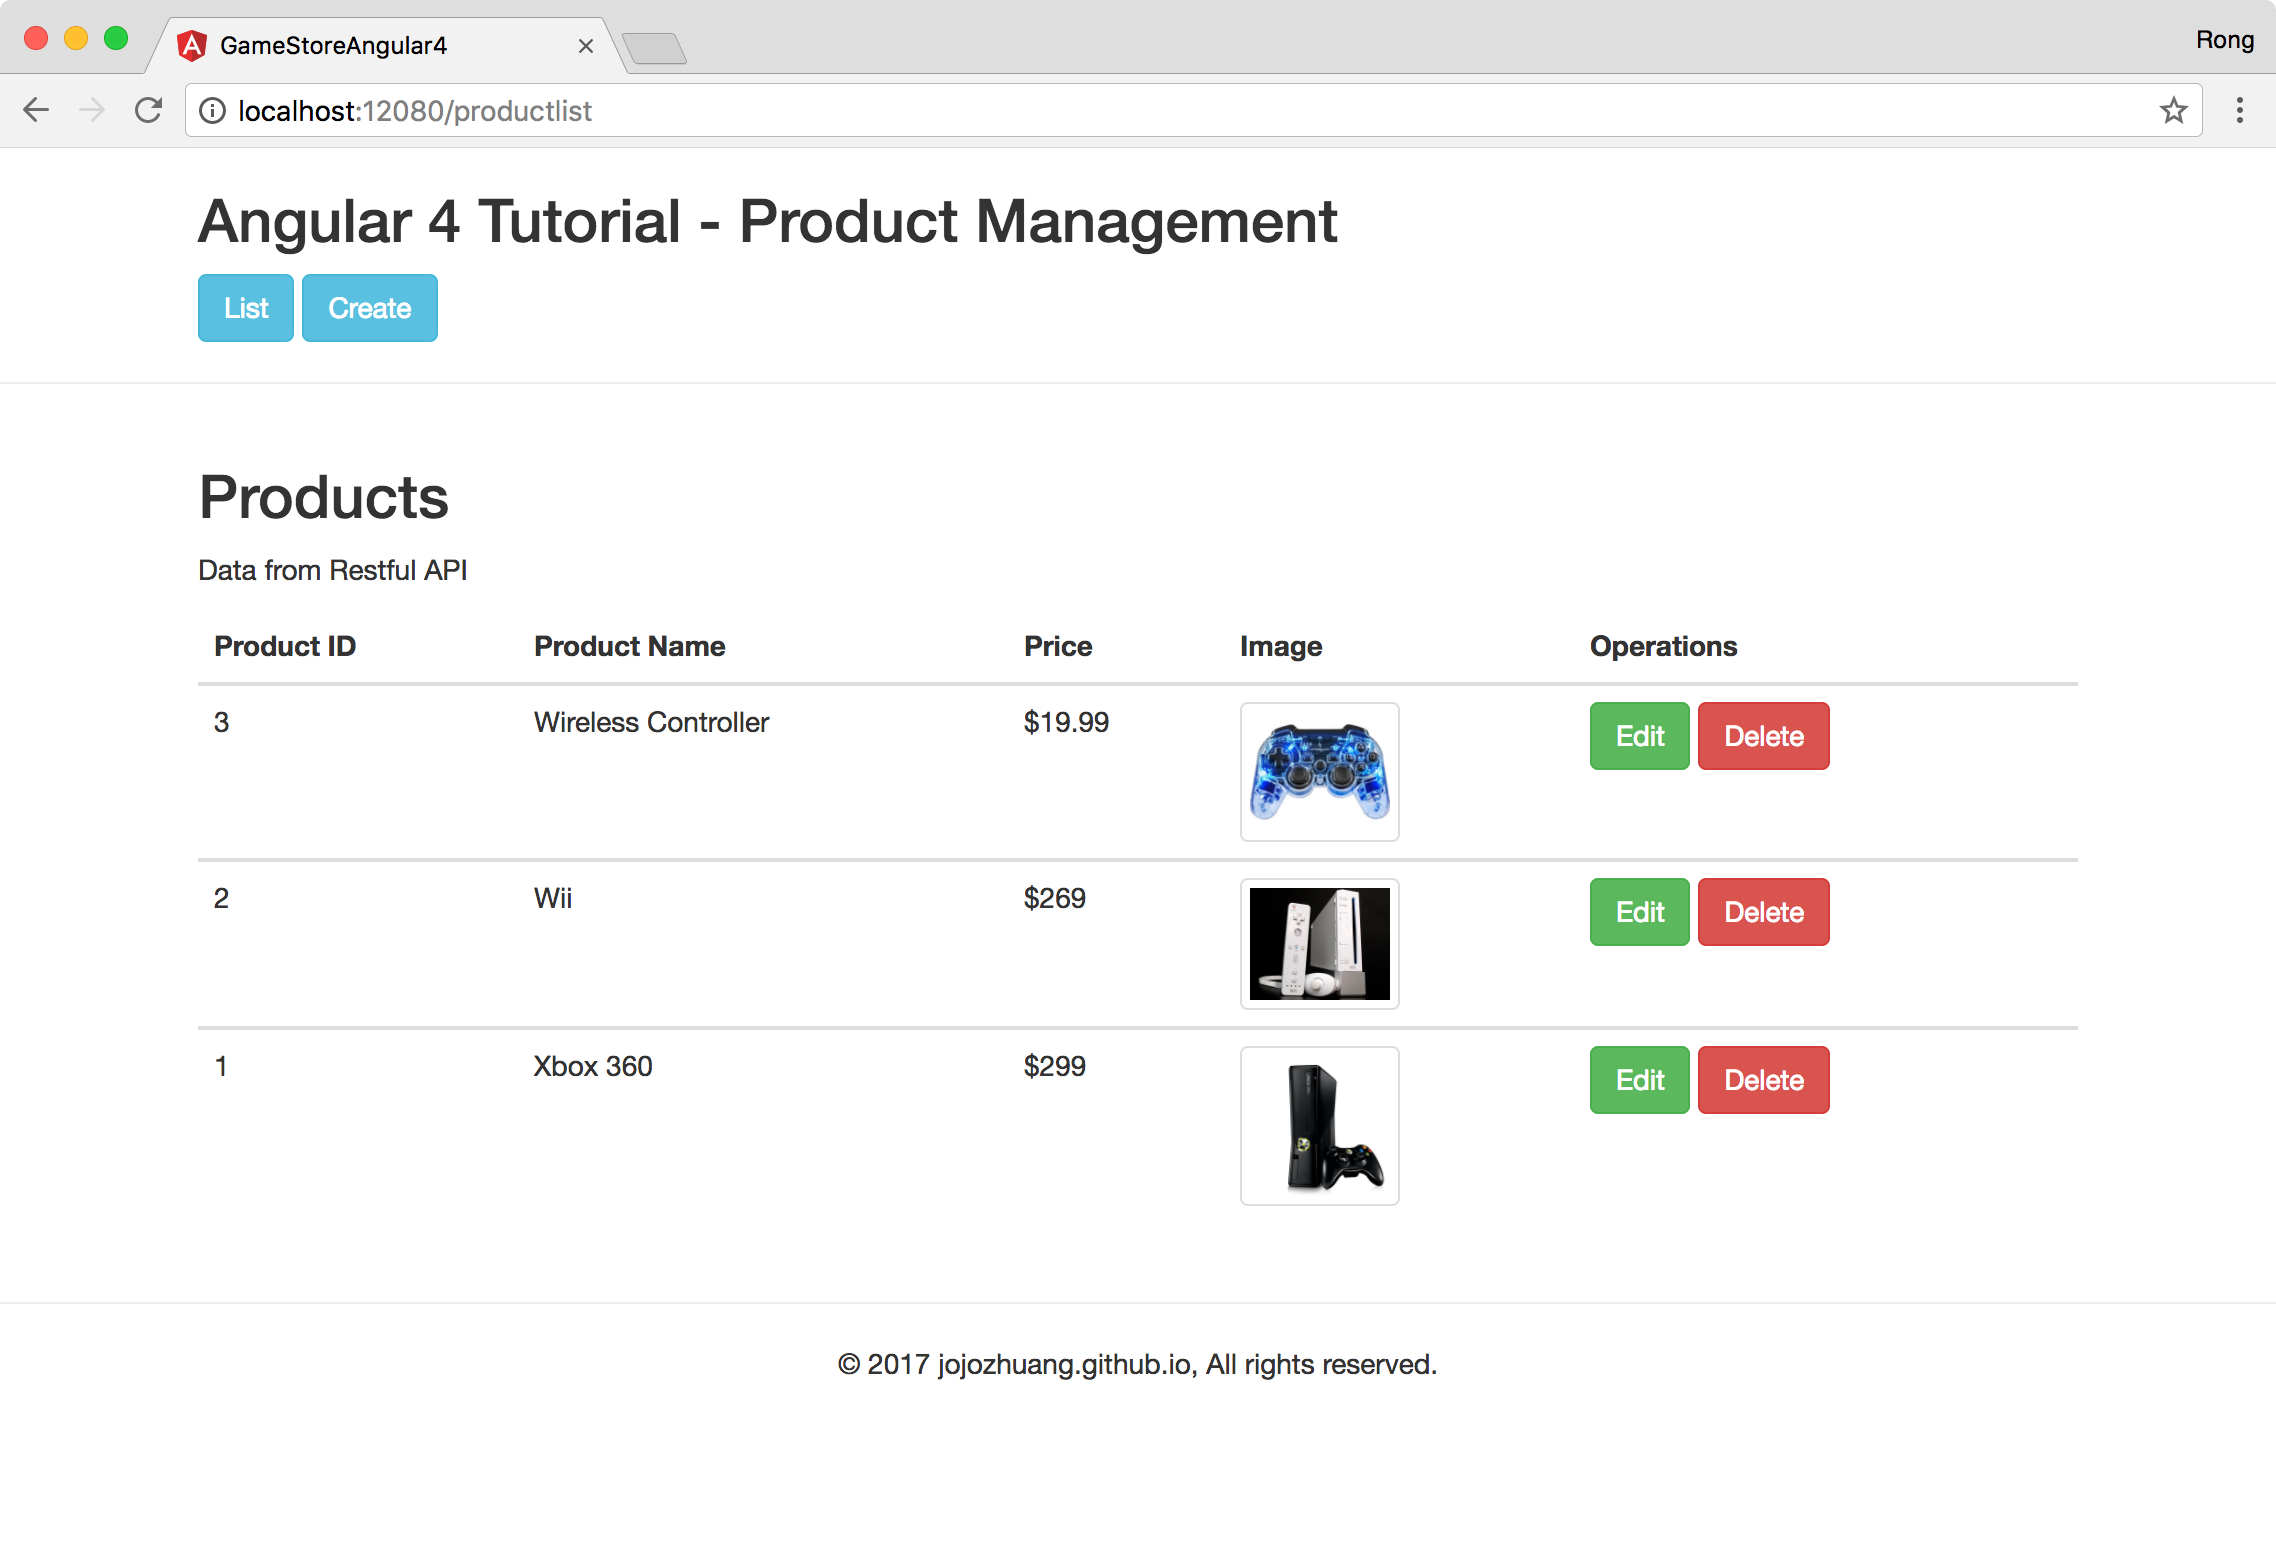 GameStoreAngular4
Rong
localhost:12080/productlist
Angular 4 Tutorial - Product Management
List Create
Products
Data from Restful API
Product ID Product Name Price Image Operations
3 Wireless Controller $19.99 Edit Delete
2 Wii $269 Edit Delete
1 Xbox 360 $299 Edit Delete
© 2017 jojozhuang.github.io, All rights reserved.